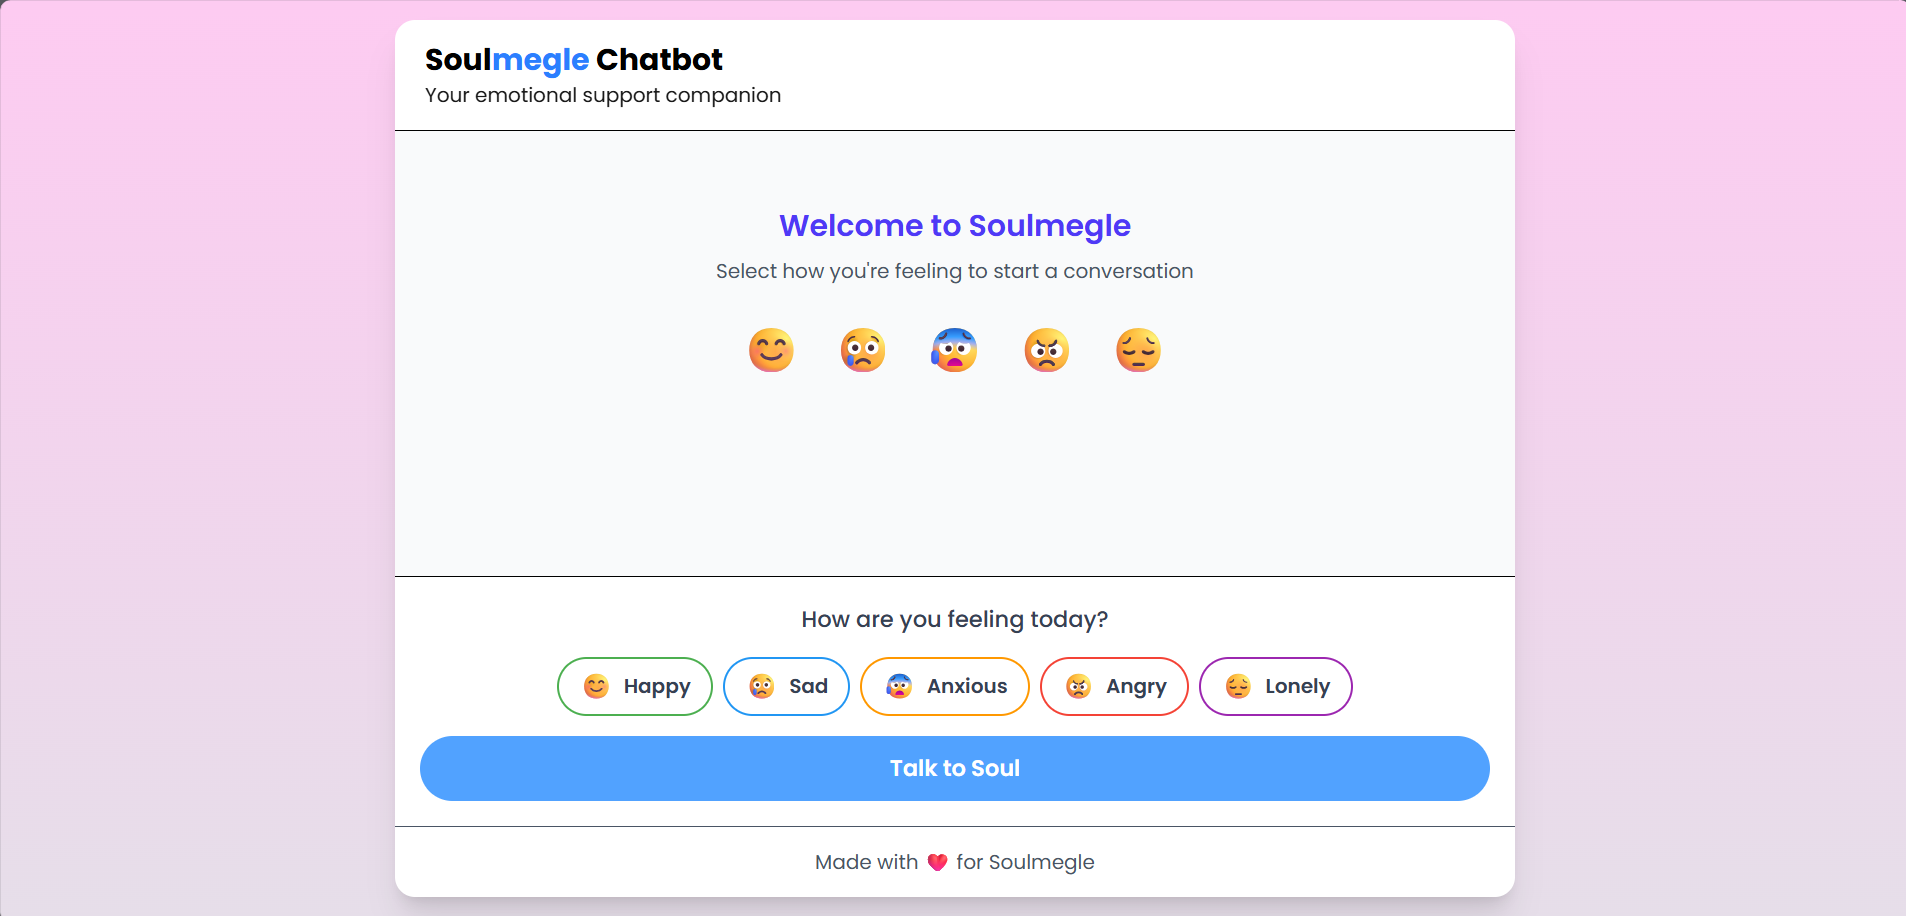 Soulmegle Chatbot
Your emotional support companion
Welcome to Soulmegle
Select how you're feeling to start a conversation
😊 😢 😰 😠 😔
How are you feeling today?
😊 Happy 😢 Sad 😰 Anxious 😠 Angry 😔 Lonely
Talk to Soul
Made with ❤️ for Soulmegle